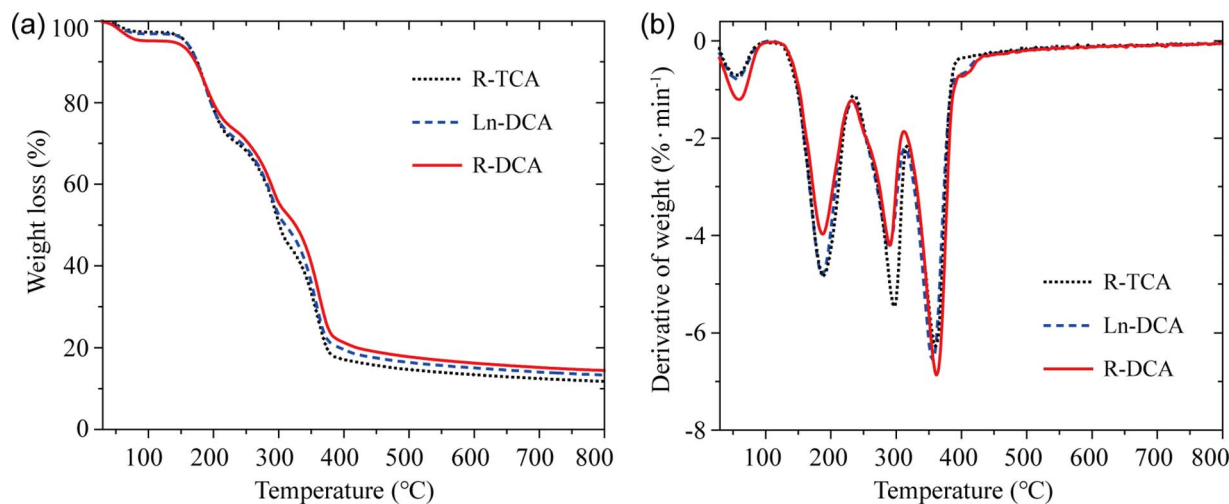 (a)
100
80
60
40
20
0
Weight loss (%)
R-TCA
Ln-DCA
R-DCA
100 200 300 400 500 600 700 800
Temperature (℃)
(b)
0
-2
-4
-6
-8
Derivative of weight (%·min⁻¹)
R-TCA
Ln-DCA
R-DCA
100 200 300 400 500 600 700 800
Temperature (℃)